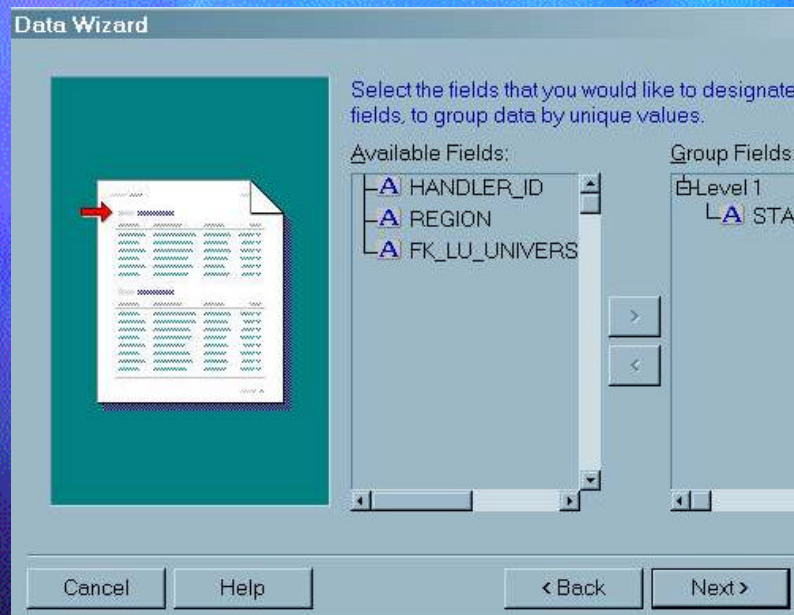 Data Wizard
Select the fields that you would like to designate
fields, to group data by unique values.
Available Fields:
HANDLER_ID
REGION
FK_LU_UNIVERS
Group Fields:
Level 1
STA
>
<
Cancel
Help
< Back
Next >